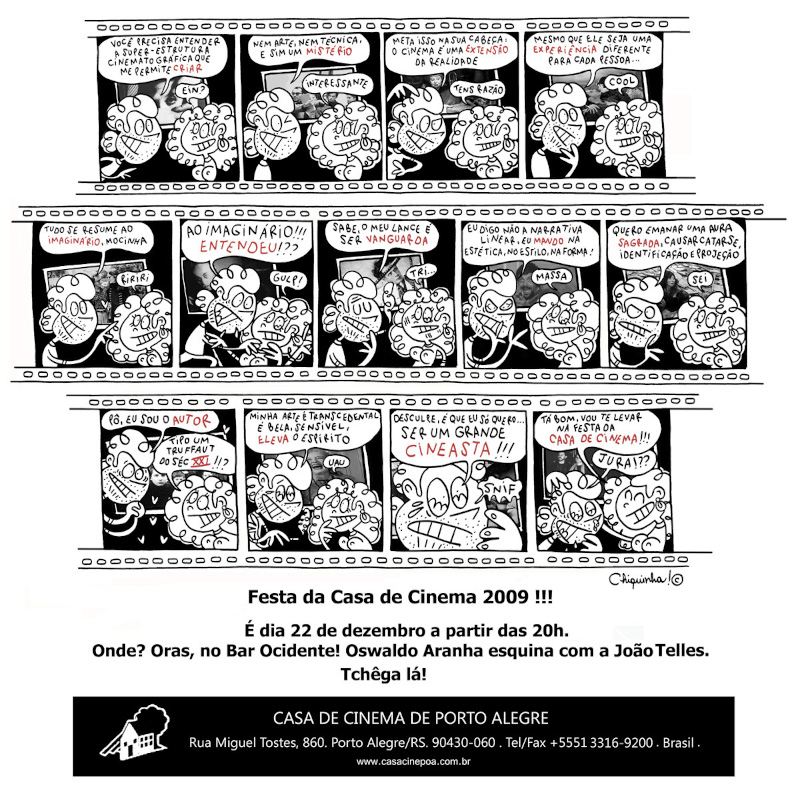 VOCÊ PRECISA ENTENDER
A SUPER-ESTRUTURA
CINEMATOGRÁFICA QUE
ME PERMITE CRIAR
EIN?
NEM ARTE, NEM TÉCNICA,
E SIM UM MISTÉRIO
INTERESSANTE
META ISSO NA SUA CABEÇA:
O CINEMA É UMA EXTENSÃO
DA REALIDADE
TENS RAZÃO
MESMO QUE ELE SEJA UMA
EXPERIÊNCIA DIFERENTE
PARA CADA PESSOA...
COOL
TUDO SE RESUME AO
IMAGINÁRIO, MOCINHA
RIRIRI
AO IMAGINÁRIO!!!
ENTENDEU!??
GULP!
SABE, O MEU LANCE É
SER VANGUARDA
TRI...
EU DIGO NÃO A NARRATIVA
LINEAR, EU MANDO NA
ESTÉTICA, NO ESTILO, NA FORMA!
MASSA
QUERO EMANAR UMA AURA
SAGRADA, CAUSAR CATARSE,
IDENTIFICAÇÃO E PROJEÇÃO
SEI
PÔ, EU SOU O AUTOR
TIPO UM
TRUFFAUT
DO SÉC XXI!!?
MINHA ARTE É TRANSCEDENTAL
É BELA, SENSÍVEL,
ELEVA O ESPÍRITO
UAU
DESCULPE, É QUE EU SÓ QUERO...
SER UM GRANDE
CINEASTA!!!
SNIF
TÁ BOM, VOU TE LEVAR
NA FESTA DA
CASA DE CINEMA!!!
JURA!??
Chiquinha!©
Festa da Casa de Cinema 2009 !!!
É dia 22 de dezembro a partir das 20h.
Onde? Oras, no Bar Ocidente! Oswaldo Aranha esquina com a João Telles.
Tchêga lá!
CASA DE CINEMA DE PORTO ALEGRE
Rua Miguel Tostes, 860. Porto Alegre/RS. 90430-060 . Tel/Fax +5551 3316-9200 . Brasil .
www.casacinepoa.com.br